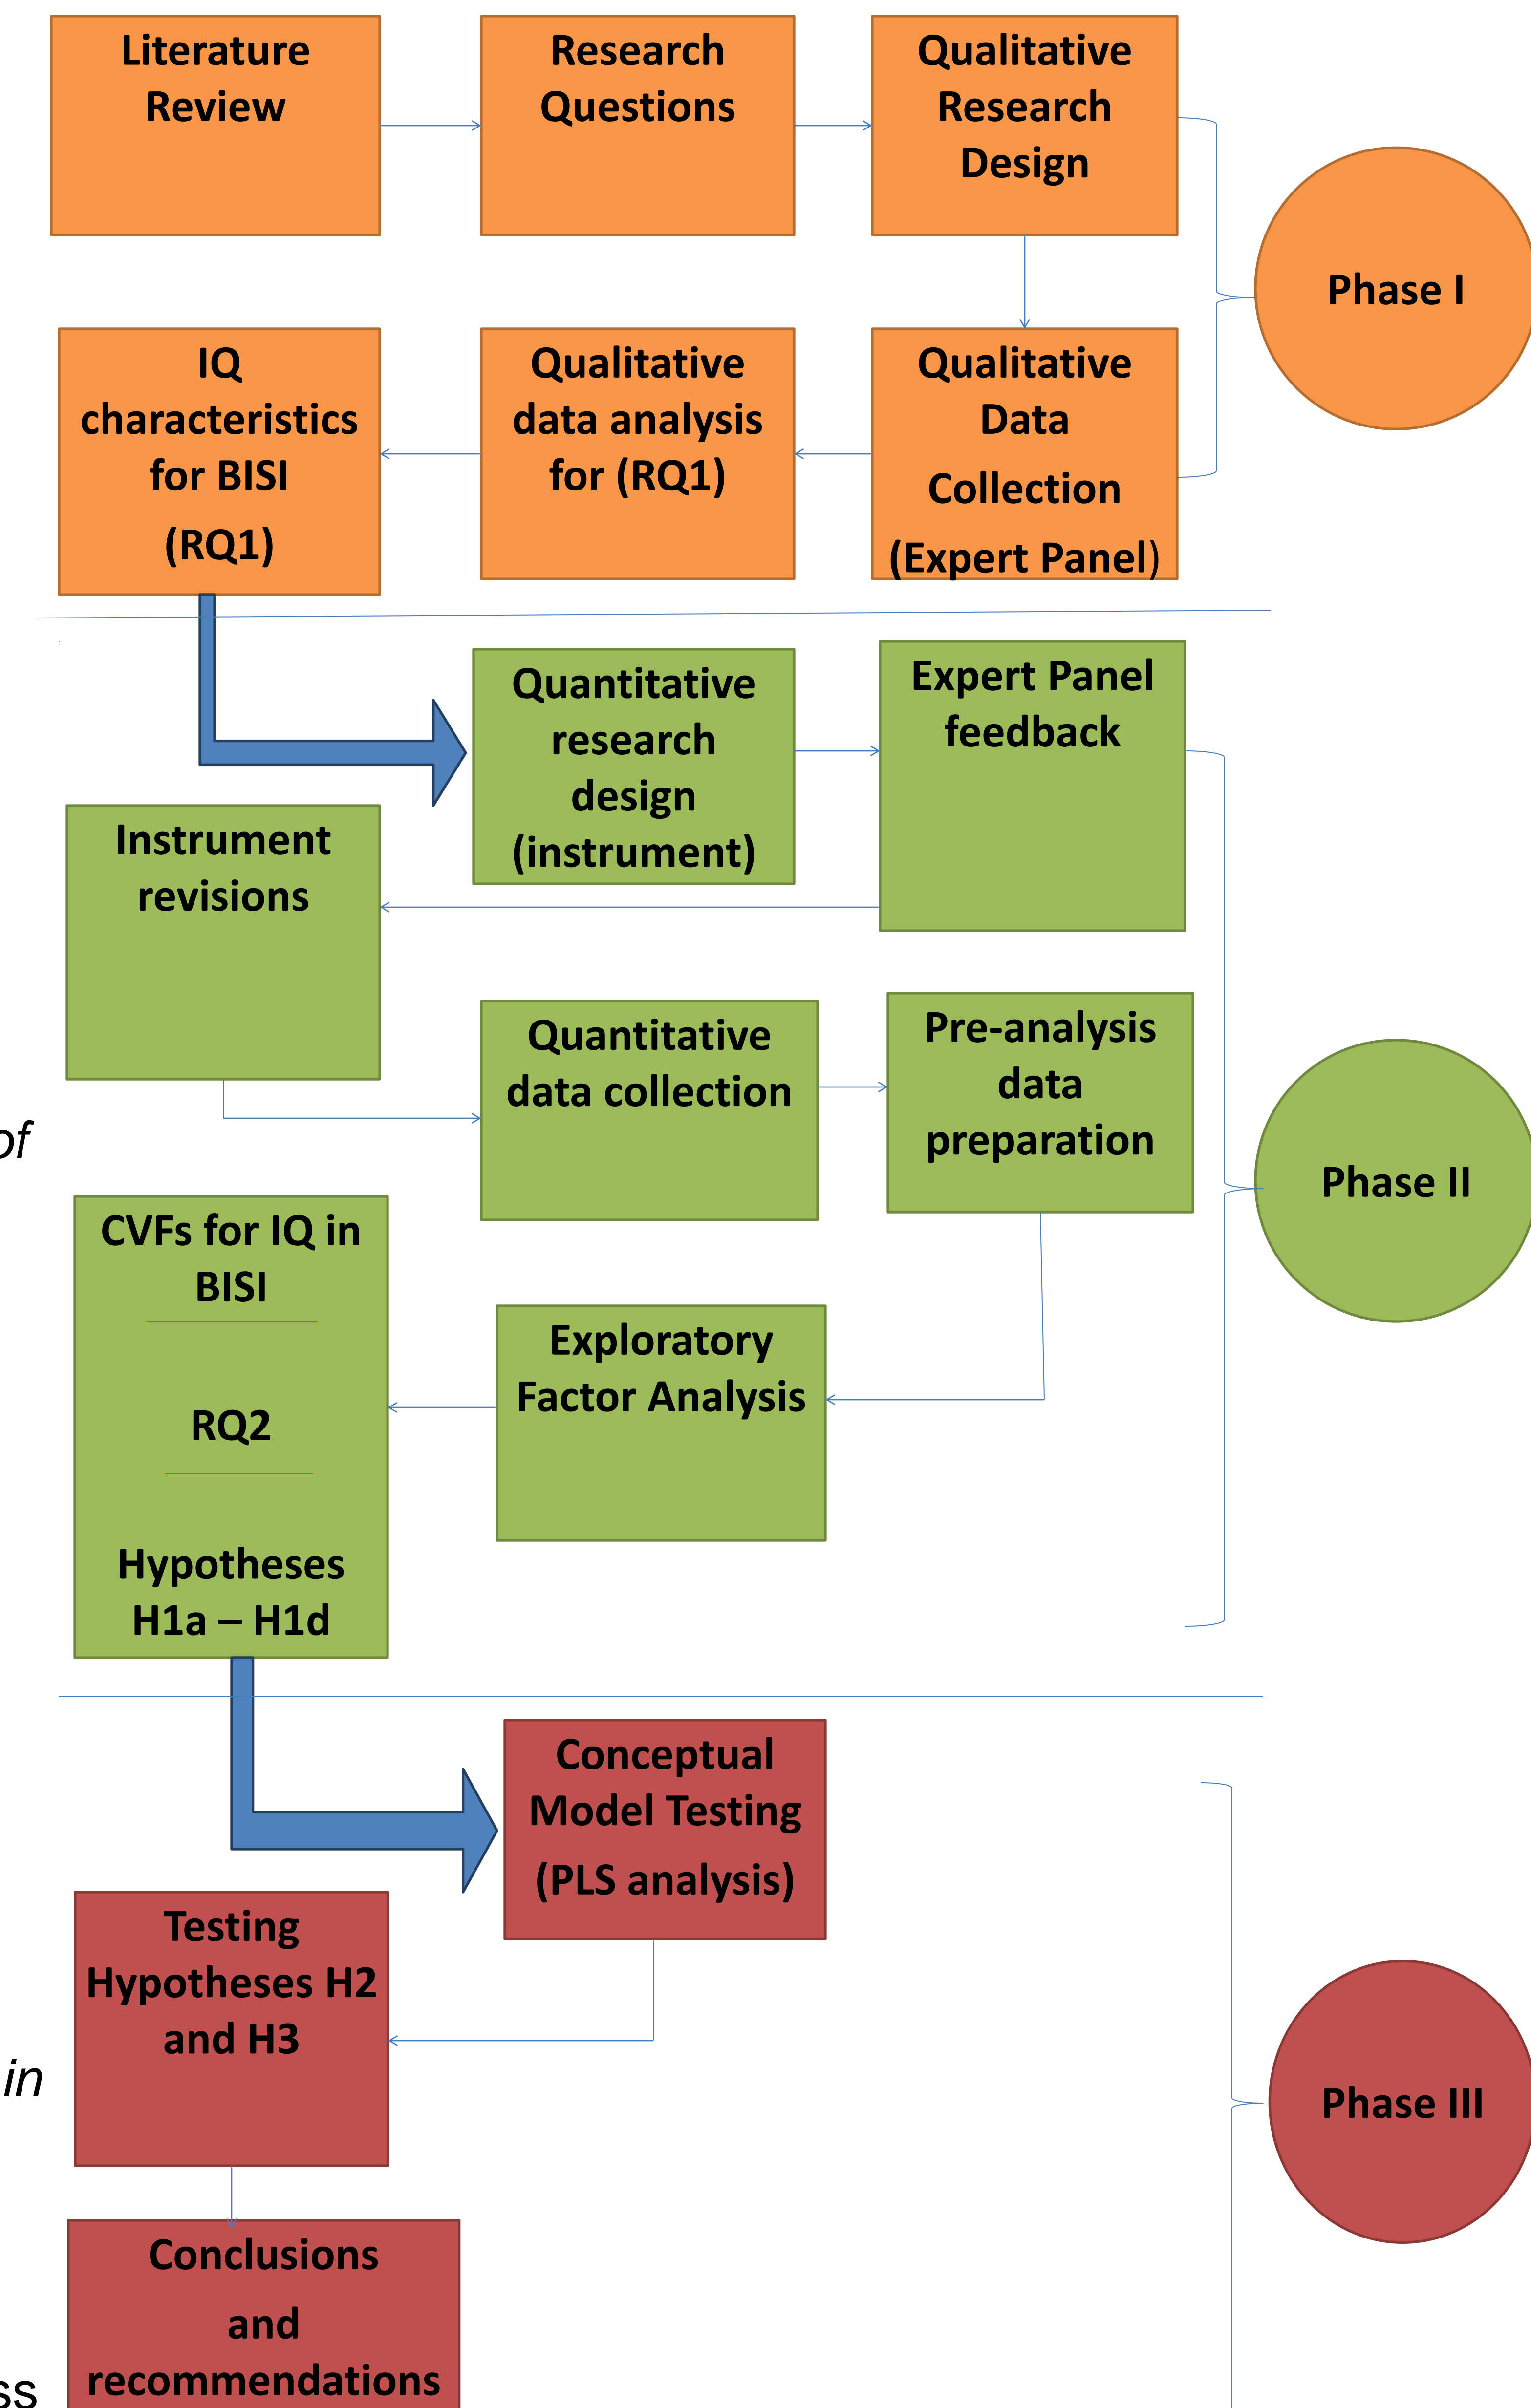 Literature
Review
Research
Questions
Qualitative
Research
Design
Phase I
IQ
characteristics
for BISI
(RQ1)
Qualitative
data analysis
for (RQ1)
Qualitative
Data
Collection
(Expert Panel)
Quantitative
research
design
(instrument)
Expert Panel
feedback
Instrument
revisions
Quantitative
data collection
Pre-analysis
data
preparation
of
Phase II
CVFs for IQ in
BISI
RQ2
Hypotheses
H1a – H1d
Exploratory
Factor Analysis
Conceptual
Model Testing
(PLS analysis)
Testing
Hypotheses H2
and H3
in
Phase III
Conclusions
and
recommendations
ss